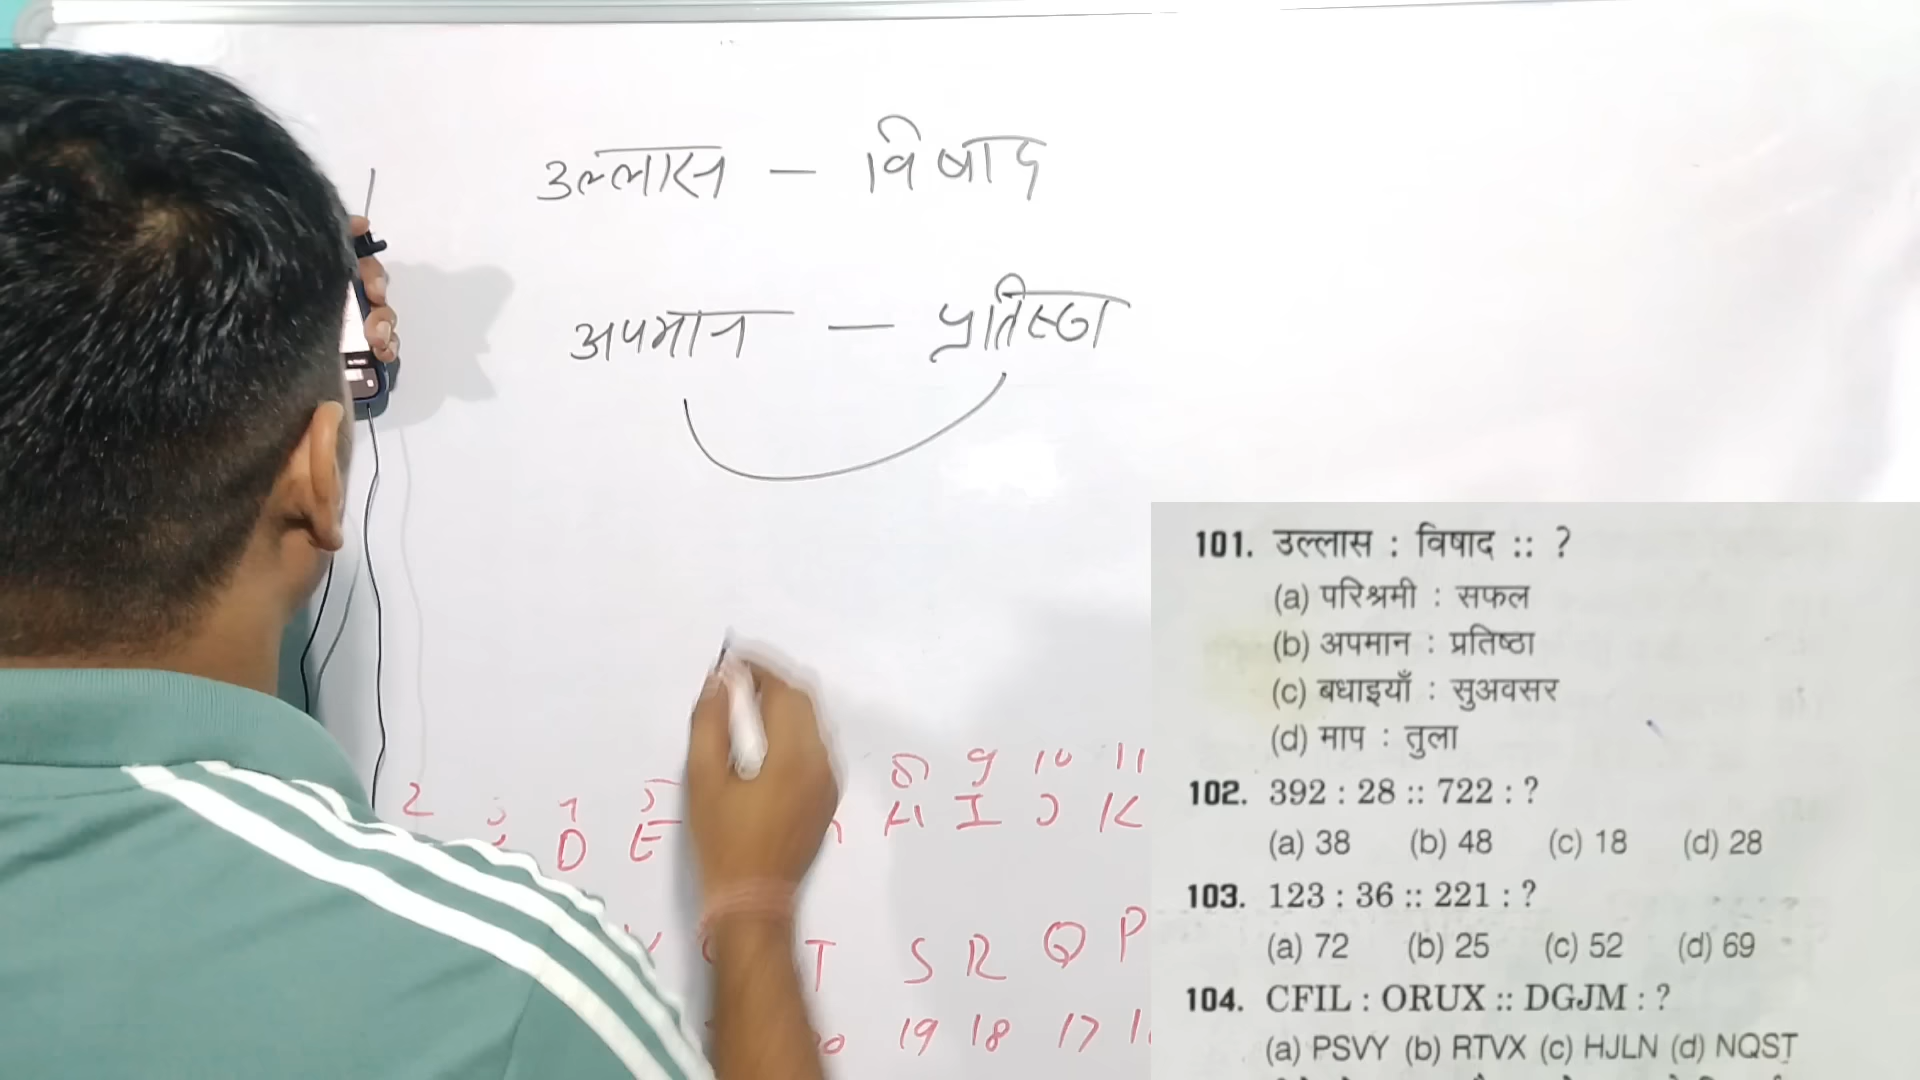 उल्लास – विषाद
अपमान – प्रतिष्ठा
8 9 10 11
2 5 H I J K
D E
T S R Q P
19 18 17
101. उल्लास : विषाद :: ?
(a) परिश्रमी : सफल
(b) अपमान : प्रतिष्ठा
(c) बधाइयाँ : सुअवसर
(d) माप : तुला
102. 392 : 28 :: 722 : ?
(a) 38 (b) 48 (c) 18 (d) 28
103. 123 : 36 :: 221 : ?
(a) 72 (b) 25 (c) 52 (d) 69
104. CFIL : ORUX :: DGJM : ?
(a) PSVY (b) RTVX (c) HJLN (d) NQST